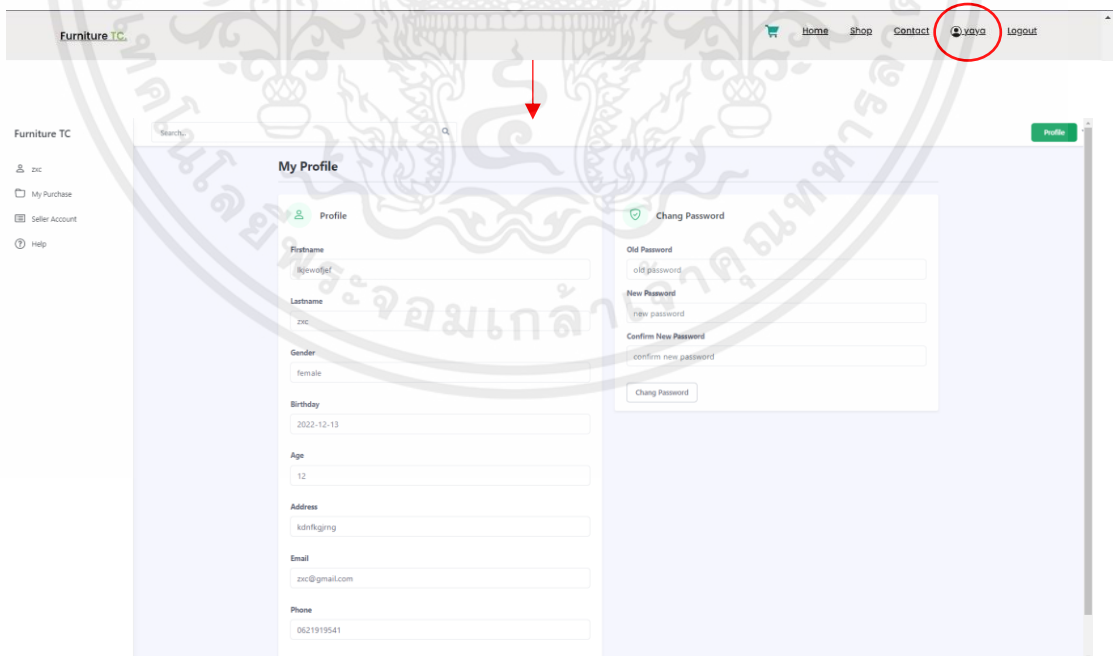 Furniture TC.
Home Shop Contact yaya Logout
Furniture TC
Search..
Profile
zxc
My Purchase
Seller Account
Help
My Profile
Profile
Firstname
lkjewofjef
Lastname
zxc
Gender
female
Birthday
2022-12-13
Age
12
Address
kdnfkgjrng
Email
zxc@gmail.com
Phone
0621919541
Chang Password
Old Password
old password
New Password
new password
Confirm New Password
confirm new password
Chang Password